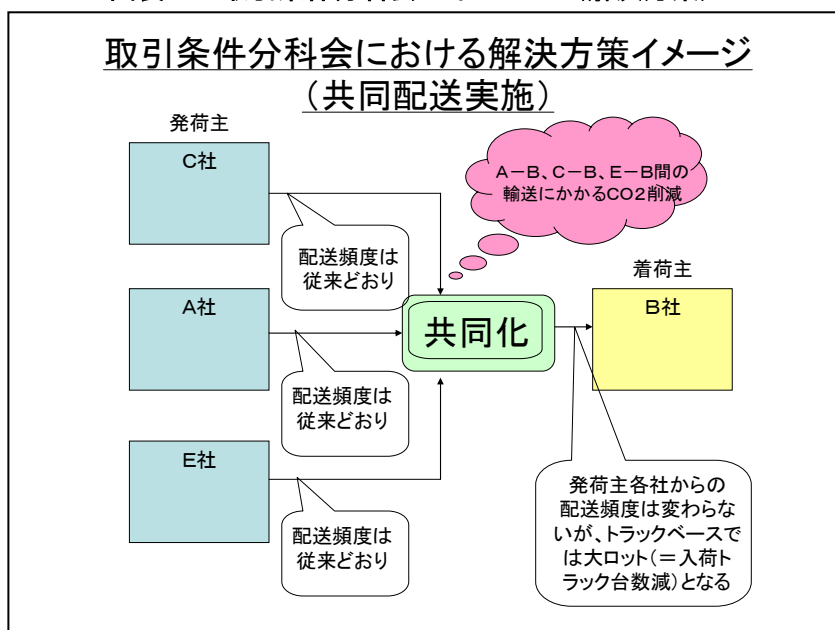 取引条件分科会における解決方策イメージ
（共同配送実施）
発荷主
C社
A－B、C－B、E－B間の
輸送にかかるCO2削減
配送頻度は
従来どおり
着荷主
A社
共同化
B社
配送頻度は
従来どおり
E社
発荷主各社からの
配送頻度は変わらな
いが、トラックベースで
は大ロット（＝入荷ト
ラック台数減）となる
配送頻度は
従来どおり